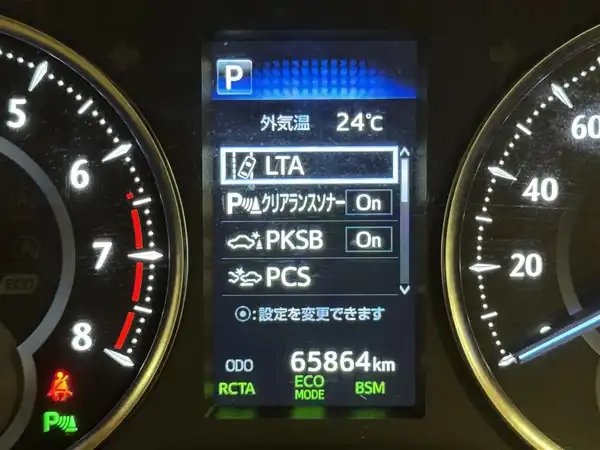 P
外気温 24℃
LTA
Pクリアランスソナー On
PKSB On
PCS
◎:設定を変更できます
ODO 65864km
RCTA ECO MODE BSM
5
6
7
8
ECO
P
60
40
20